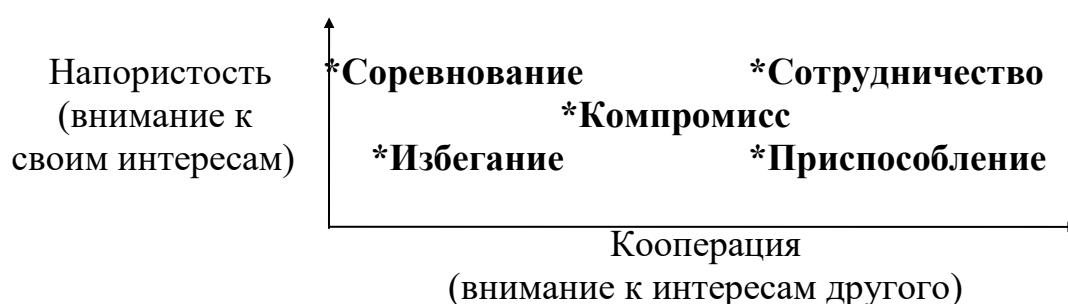 Напористость
(внимание к
своим интересам)
*Соревнование
*Сотрудничество
*Компромисс
*Избегание
*Приспособление
Кооперация
(внимание к интересам другого)